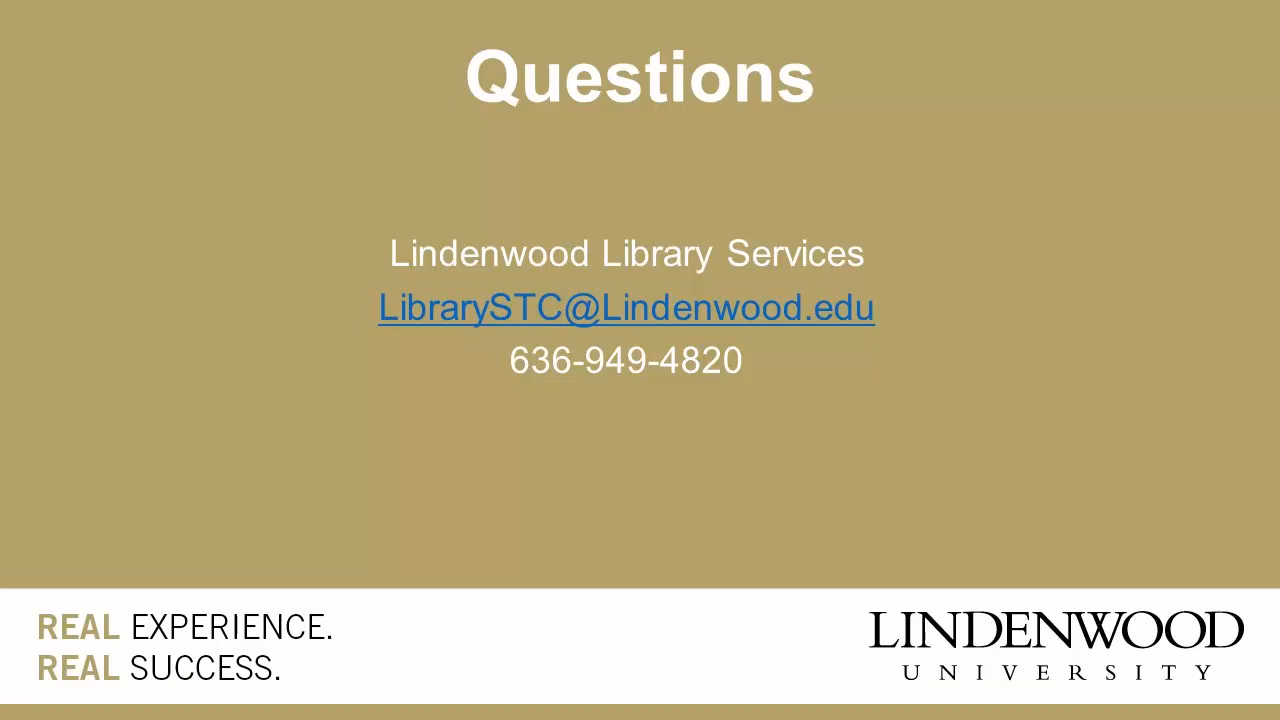 Questions
Lindenwood Library Services
LibrarySTC@Lindenwood.edu
636-949-4820
REAL EXPERIENCE.
REAL SUCCESS.
LINDENWOOD
UNIVERSITY